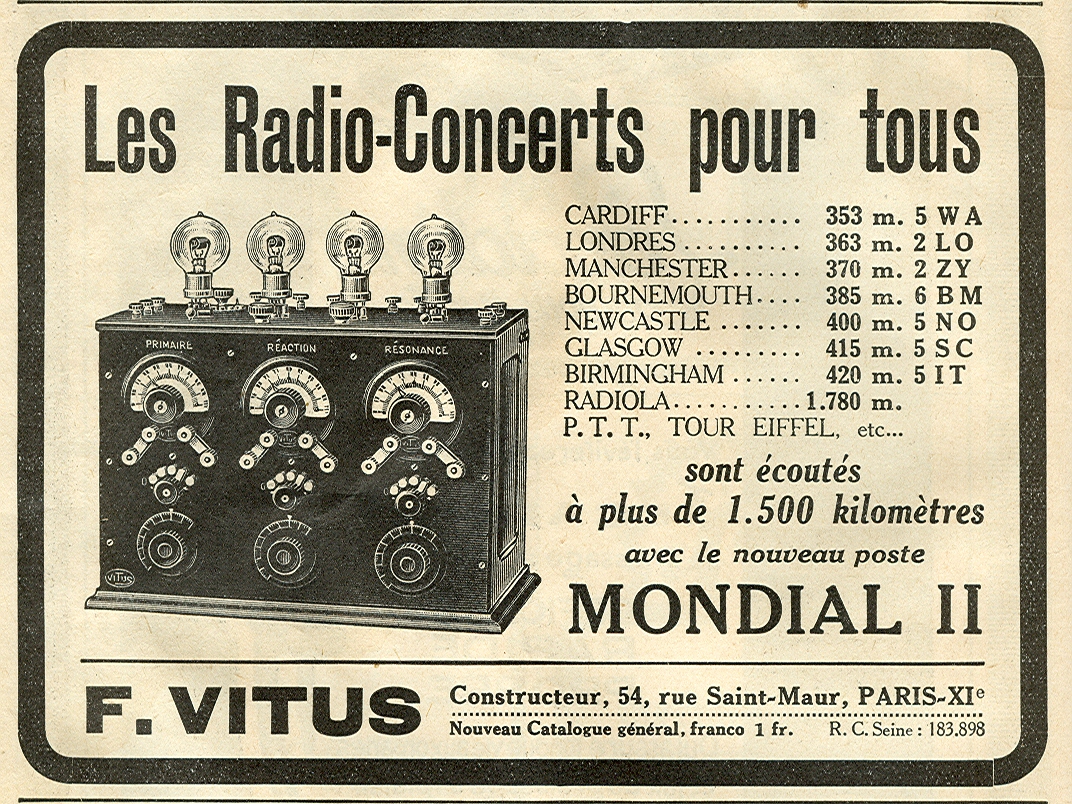 Les Radio-Concerts pour tous
PRIMAIRE RÉACTION RÉSONANCE
VITUS
CARDIFF........... 353 m. 5 WA
LONDRES .......... 363 m. 2 LO
MANCHESTER...... 370 m. 2 ZY
BOURNEMOUTH.... 385 m. 6 BM
NEWCASTLE ....... 400 m. 5 NO
GLASGOW ......... 415 m. 5 SC
BIRMINGHAM ...... 420 m. 5 IT
RADIOLA...........1.780 m.
P. T. T., TOUR EIFFEL, etc...
sont écoutés
à plus de 1.500 kilomètres
avec le nouveau poste
MONDIAL II
F. VITUS
Constructeur, 54, rue Saint-Maur, PARIS-XIe
Nouveau Catalogue général, franco 1 fr. R. C. Seine : 183.898